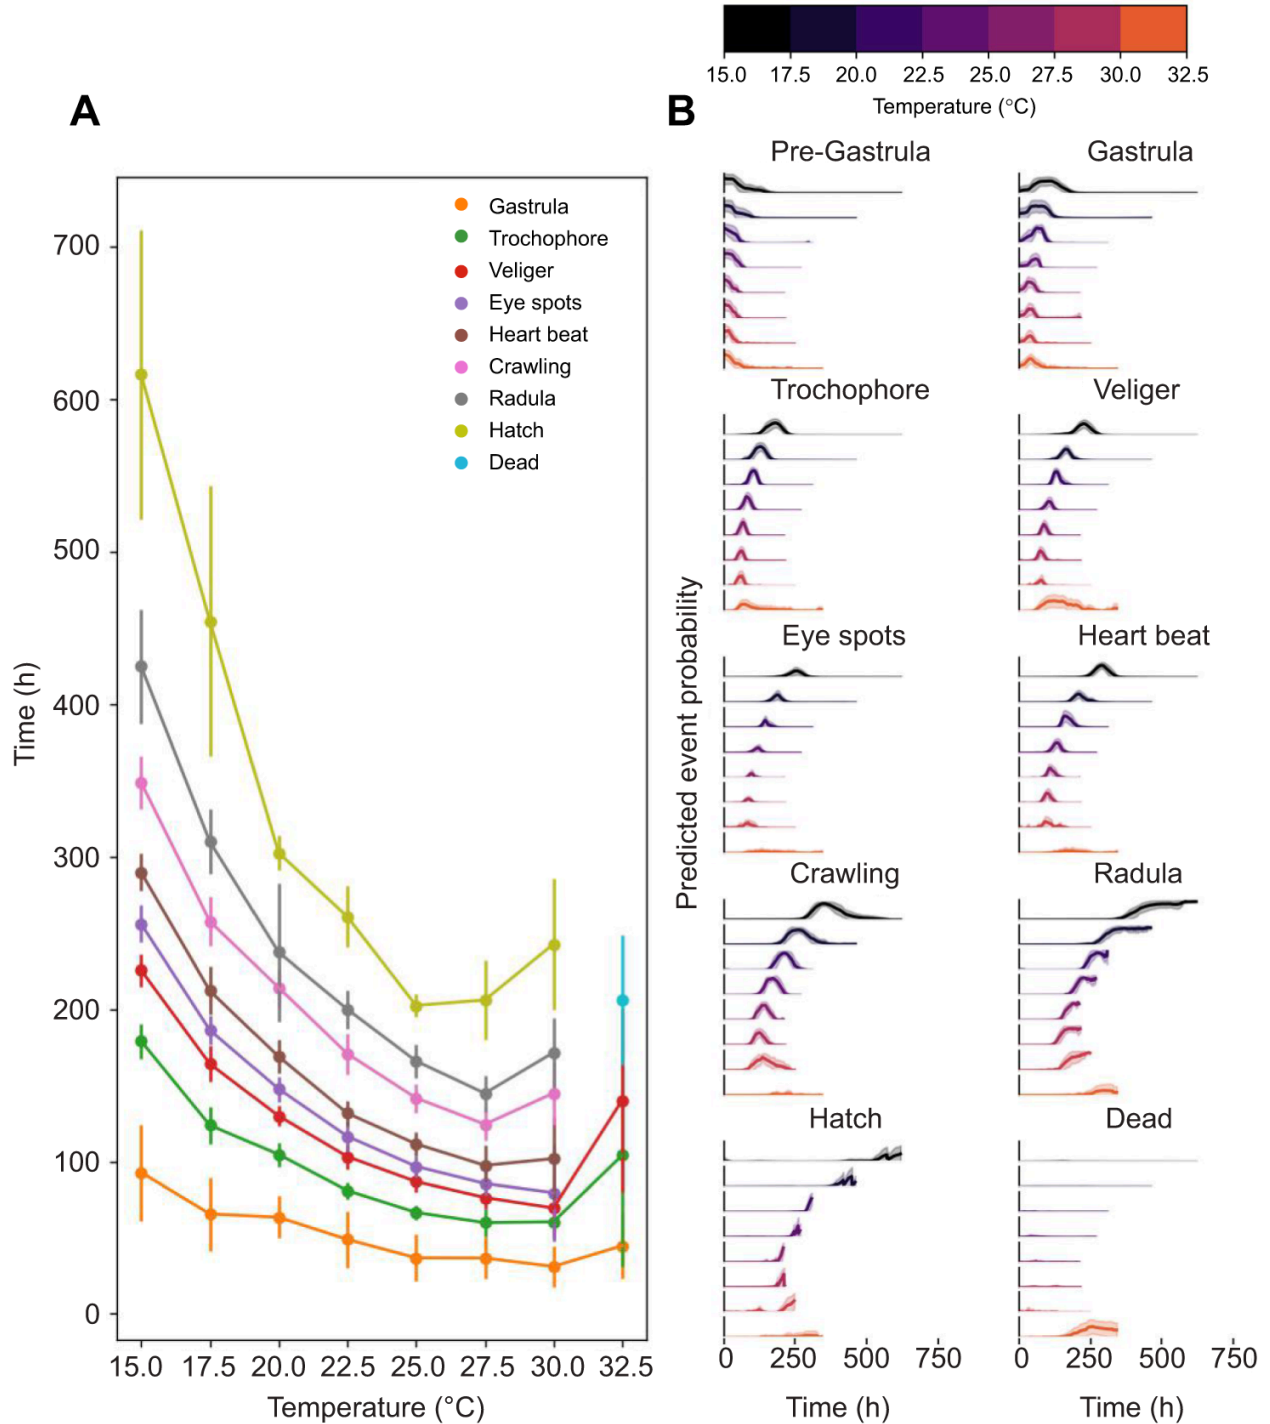 15.0 17.5 20.0 22.5 25.0 27.5 30.0 32.5
Temperature (°C)
A
B
Gastrula
Trochophore
Veliger
Eye spots
Heart beat
Crawling
Radula
Hatch
Dead
700
600
500
400
300
200
100
0
Time (h)
15.0 17.5 20.0 22.5 25.0 27.5 30.0 32.5
Temperature (°C)
Predicted event probability
Pre-Gastrula Gastrula
Trochophore Veliger
Eye spots Heart beat
Crawling Radula
Hatch Dead
0 250 500 750 0 250 500 750
Time (h) Time (h)